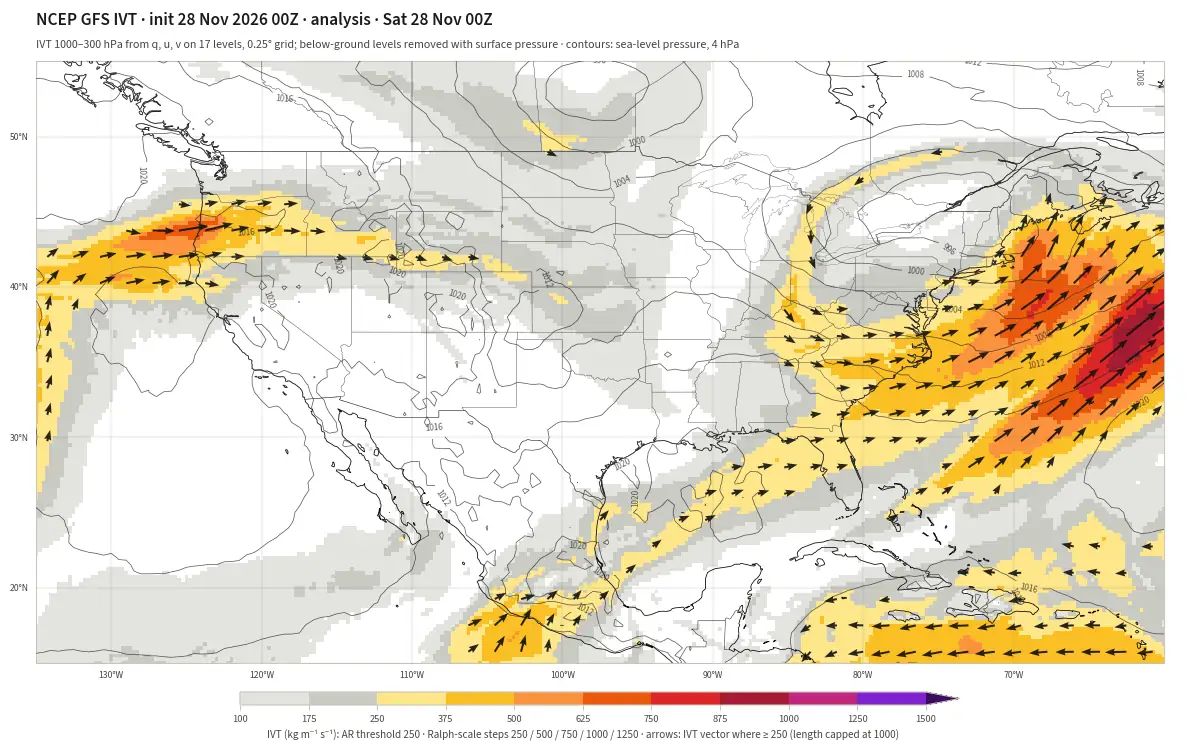 NCEP GFS IVT · init 28 Nov 2026 00Z · analysis · Sat 28 Nov 00Z
IVT 1000–300 hPa from q, u, v on 17 levels, 0.25° grid; below-ground levels removed with surface pressure · contours: sea-level pressure, 4 hPa
1008
1012
1008
1016
50°N
1000
1020
1004
1016
996
1020
1020
1012
1000
40°N
1020
1020
1004
1012
1020
30°N
1016
1020
1012
1020
1020
20°N
1016
1012
130°W
120°W
110°W
100°W
90°W
80°W
70°W
100
175
250
375
500
625
750
875
1000
1250
1500
IVT (kg m⁻¹ s⁻¹): AR threshold 250 · Ralph-scale steps 250 / 500 / 750 / 1000 / 1250 · arrows: IVT vector where ≥ 250 (length capped at 1000)